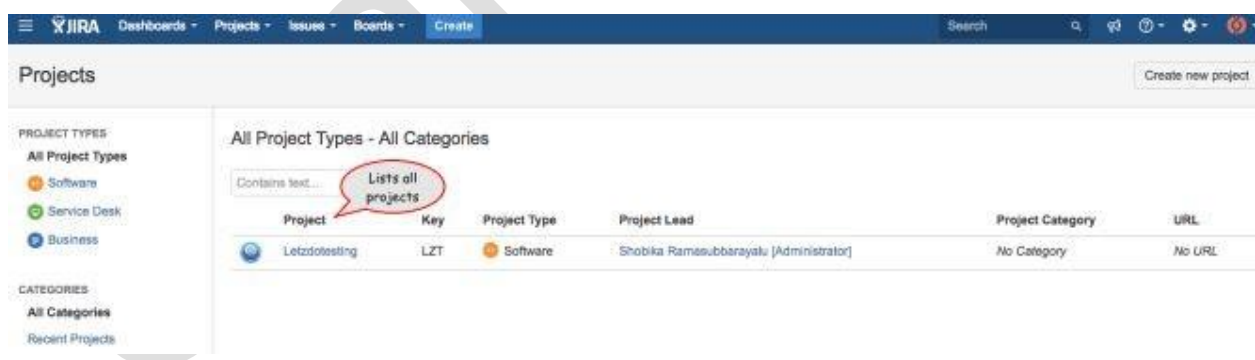 JIRA Dashboards Projects Issues Boards Create Search
Projects
Create new project
PROJECT TYPES
All Project Types
Software
Service Desk
Business
CATEGORIES
All Categories
Recent Projects
All Project Types - All Categories
Contains text...
Lists all
projects
Project Key Project Type Project Lead Project Category URL
Letzdotesting LZT Software Shobika Ramasubbarayalu [Administrator] No Category No URL